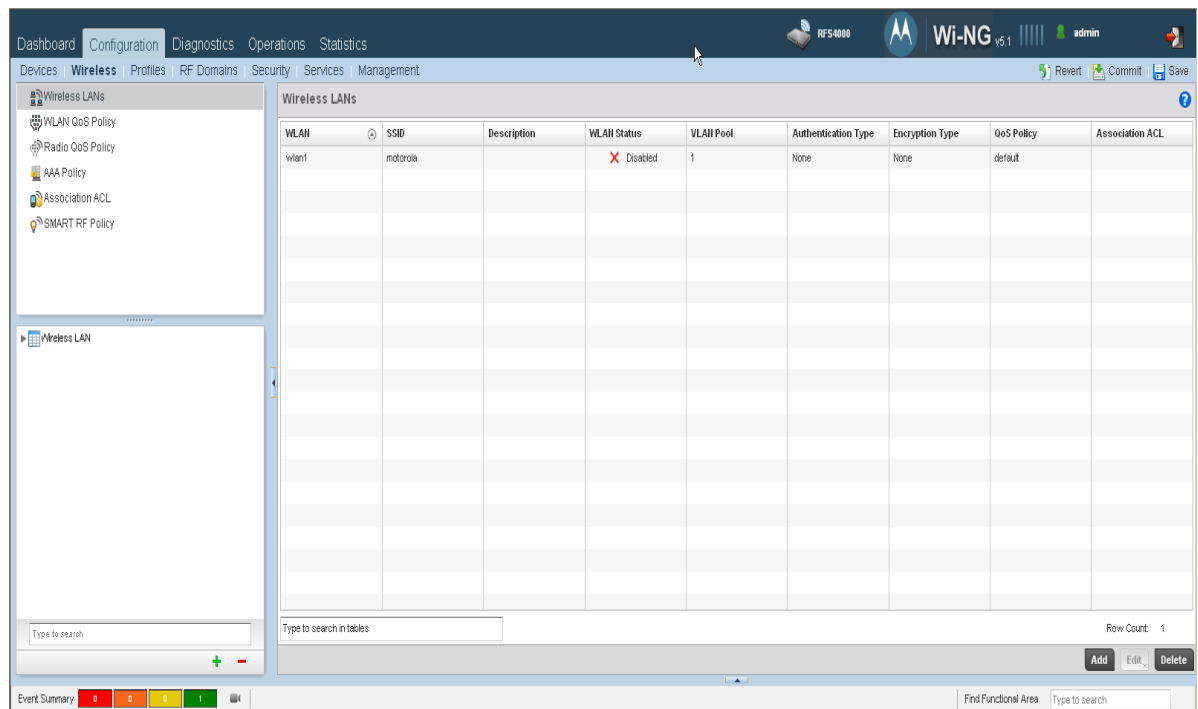 RFS4000 Wi-NG v5.1 admin
Dashboard Configuration Diagnostics Operations Statistics
Devices Wireless Profiles RF Domains Security Services Management Revert Commit Save
Wireless LANs
WLAN QoS Policy
Radio QoS Policy
AAA Policy
Association ACL
SMART RF Policy
Wireless LAN
Type to search
Wireless LANs
WLAN SSID Description WLAN Status VLAN Pool Authentication Type Encryption Type QoS Policy Association ACL
wlan1 motorola Disabled 1 None None default
Type to search in tables Row Count: 1
Add Edit Delete
Event Summary 0 0 0 1 Find Functional Area Type to search